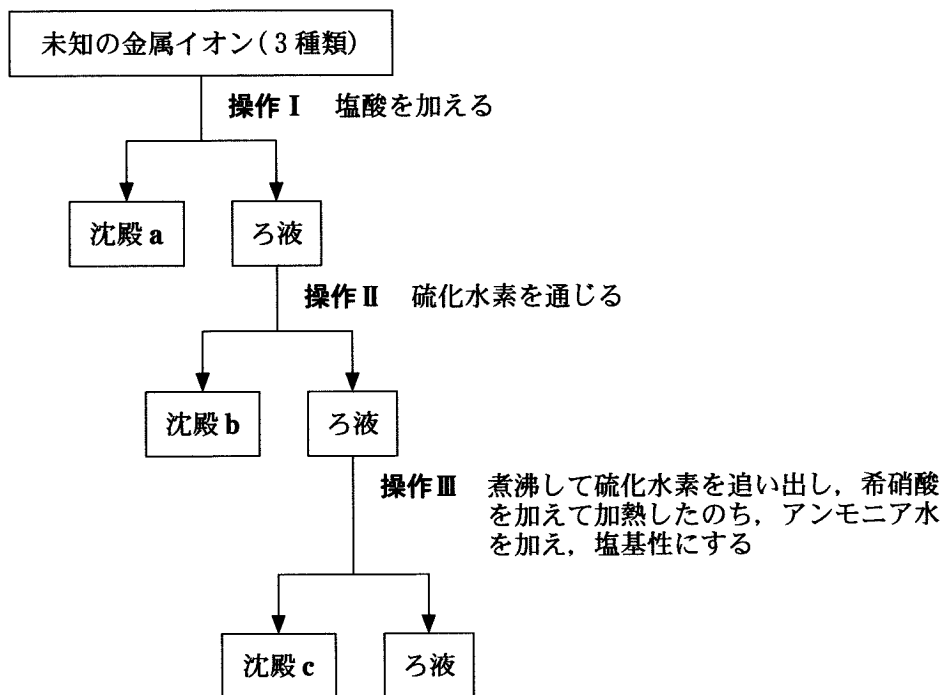 未知の金属イオン(3種類)
操作Ⅰ 塩酸を加える
沈殿a
ろ液
操作Ⅱ 硫化水素を通じる
沈殿b
ろ液
操作Ⅲ 煮沸して硫化水素を追い出し,希硝酸
を加えて加熱したのち,アンモニア水
を加え,塩基性にする
沈殿c
ろ液